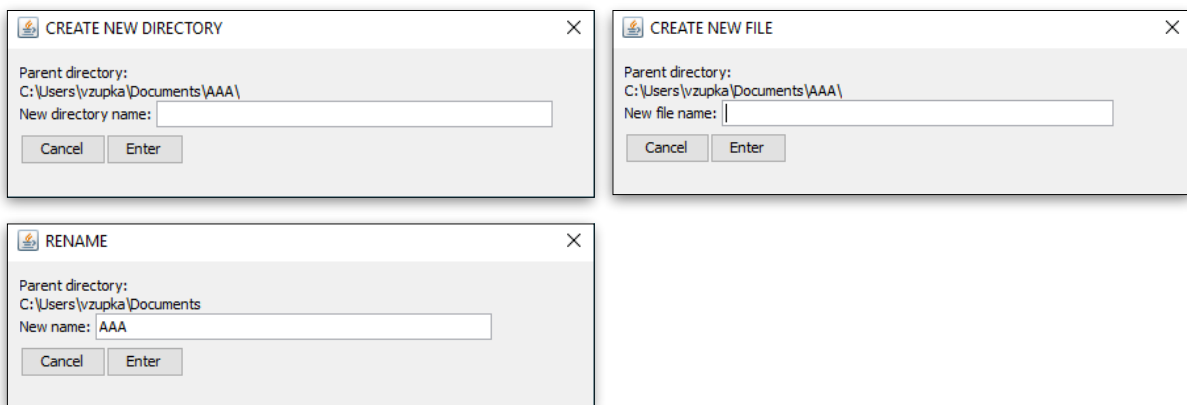 CREATE NEW DIRECTORY
Parent directory:
C:\Users\vzupka\Documents\AAA\
New directory name:
Cancel Enter
CREATE NEW FILE
Parent directory:
C:\Users\vzupka\Documents\AAA\
New file name:
Cancel Enter
RENAME
Parent directory:
C:\Users\vzupka\Documents
New name: AAA
Cancel Enter